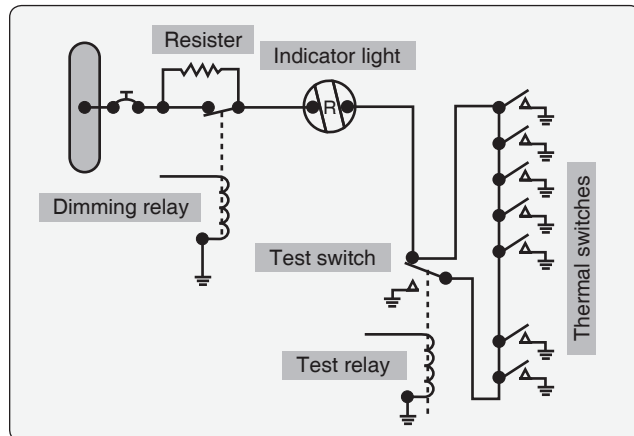 Resister
Indicator light
R
Dimming relay
Test switch
Thermal switches
Test relay